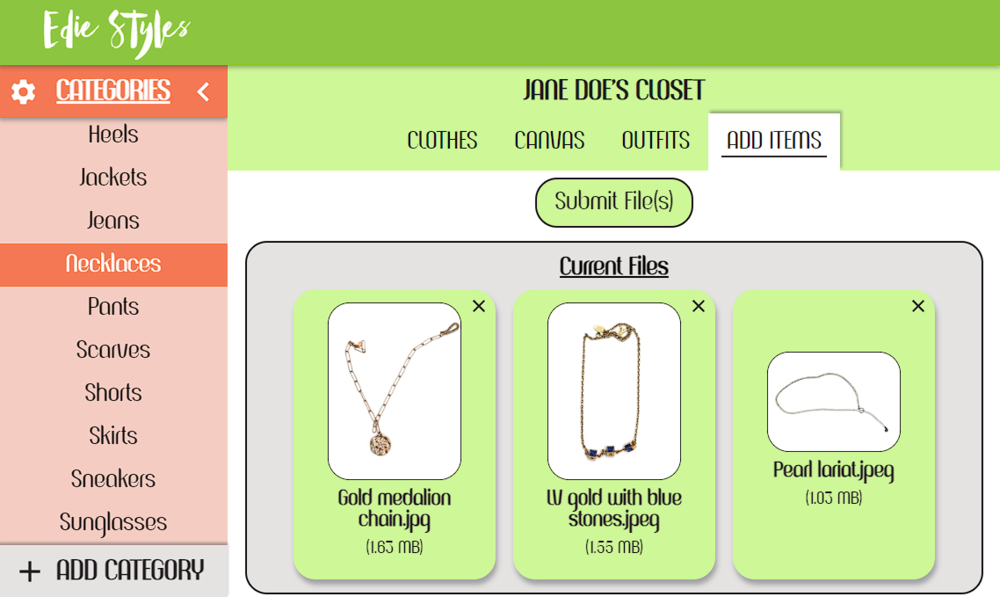 Edie Styles
CATEGORIES
Heels
Jackets
Jeans
Necklaces
Pants
Scarves
Shorts
Skirts
Sneakers
Sunglasses
+ ADD CATEGORY
JANE DOE'S CLOSET
CLOTHES CANVAS OUTFITS ADD ITEMS
Submit File(s)
Current Files
Gold medalion
chain.jpg
(1.63 MB)
LV gold with blue
stones.jpeg
(1.55 MB)
Pearl lariat.jpeg
(1.03 MB)